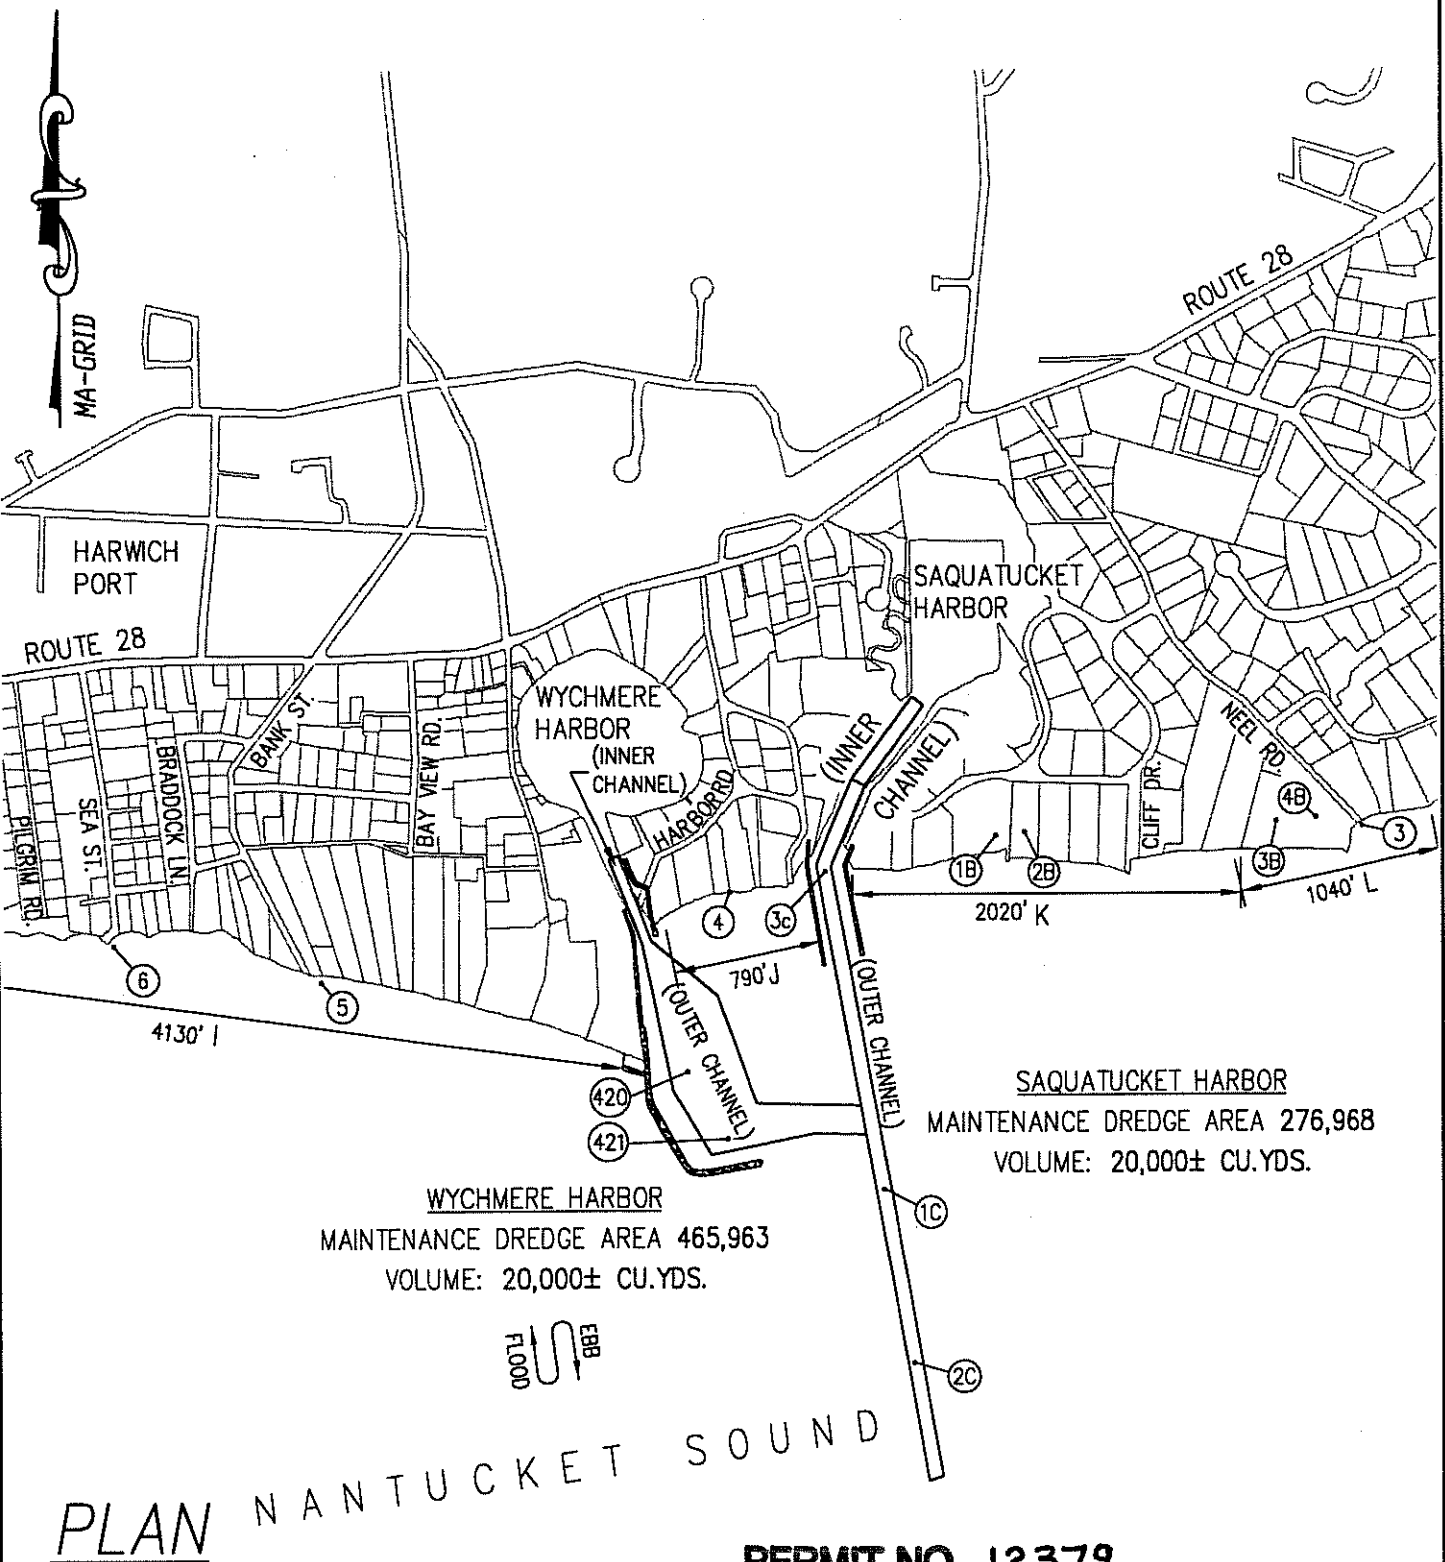 MA-GRID
ROUTE 28
HARWICH
PORT
SAQUATUCKET
HARBOR
ROUTE 28
WYCHMERE
HARBOR
(INNER
CHANNEL)
BANK ST.
BAY VIEW RD.
BRADDOCK LN.
SEA ST.
PILGRIM RD.
HARBOR RD
(INNER
CHANNEL)
NEEL RD.
CLIFF DR.
4B
3
3B
1B
2B
1040' L
2020' K
4
3c
790' J
6
5
4130' I
(OUTER CHANNEL)
(OUTER CHANNEL)
420
421
SAQUATUCKET HARBOR
MAINTENANCE DREDGE AREA 276,968
VOLUME: 20,000± CU.YDS.
WYCHMERE HARBOR
MAINTENANCE DREDGE AREA 465,963
VOLUME: 20,000± CU.YDS.
1C
2C
FLOOD
EBB
NANTUCKET SOUND
PLAN
PERMIT NO. 12379